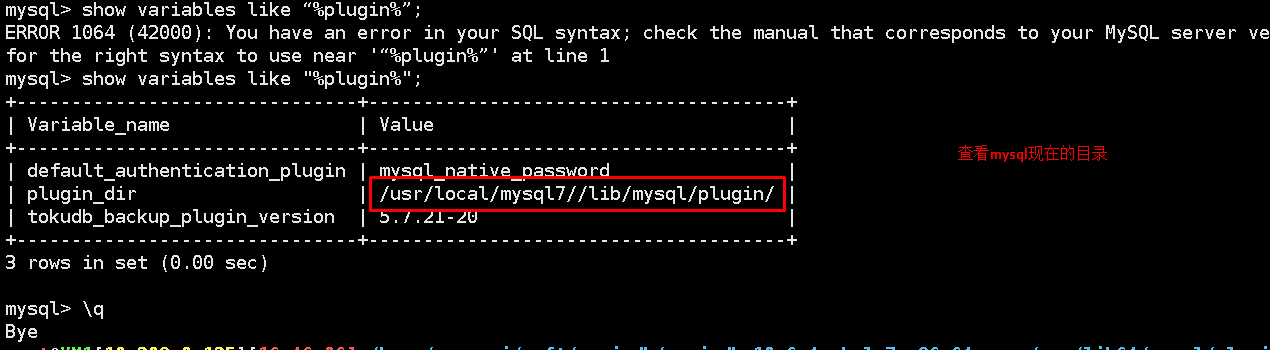 mysql> show variables like “%plugin%”;
ERROR 1064 (42000): You have an error in your SQL syntax; check the manual that corresponds to your MySQL server ve
for the right syntax to use near '“%plugin%”' at line 1
mysql> show variables like "%plugin%";
+-------------------------------+--------------------------------------+
| Variable_name                 | Value                                |
+-------------------------------+--------------------------------------+
| default_authentication_plugin | mysql_native_password                |
| plugin_dir                    | /usr/local/mysql7//lib/mysql/plugin/ |
| tokudb_backup_plugin_version  | 5.7.21-20                            |
+-------------------------------+--------------------------------------+
查看mysql现在的目录
3 rows in set (0.00 sec)
mysql> \q
Bye